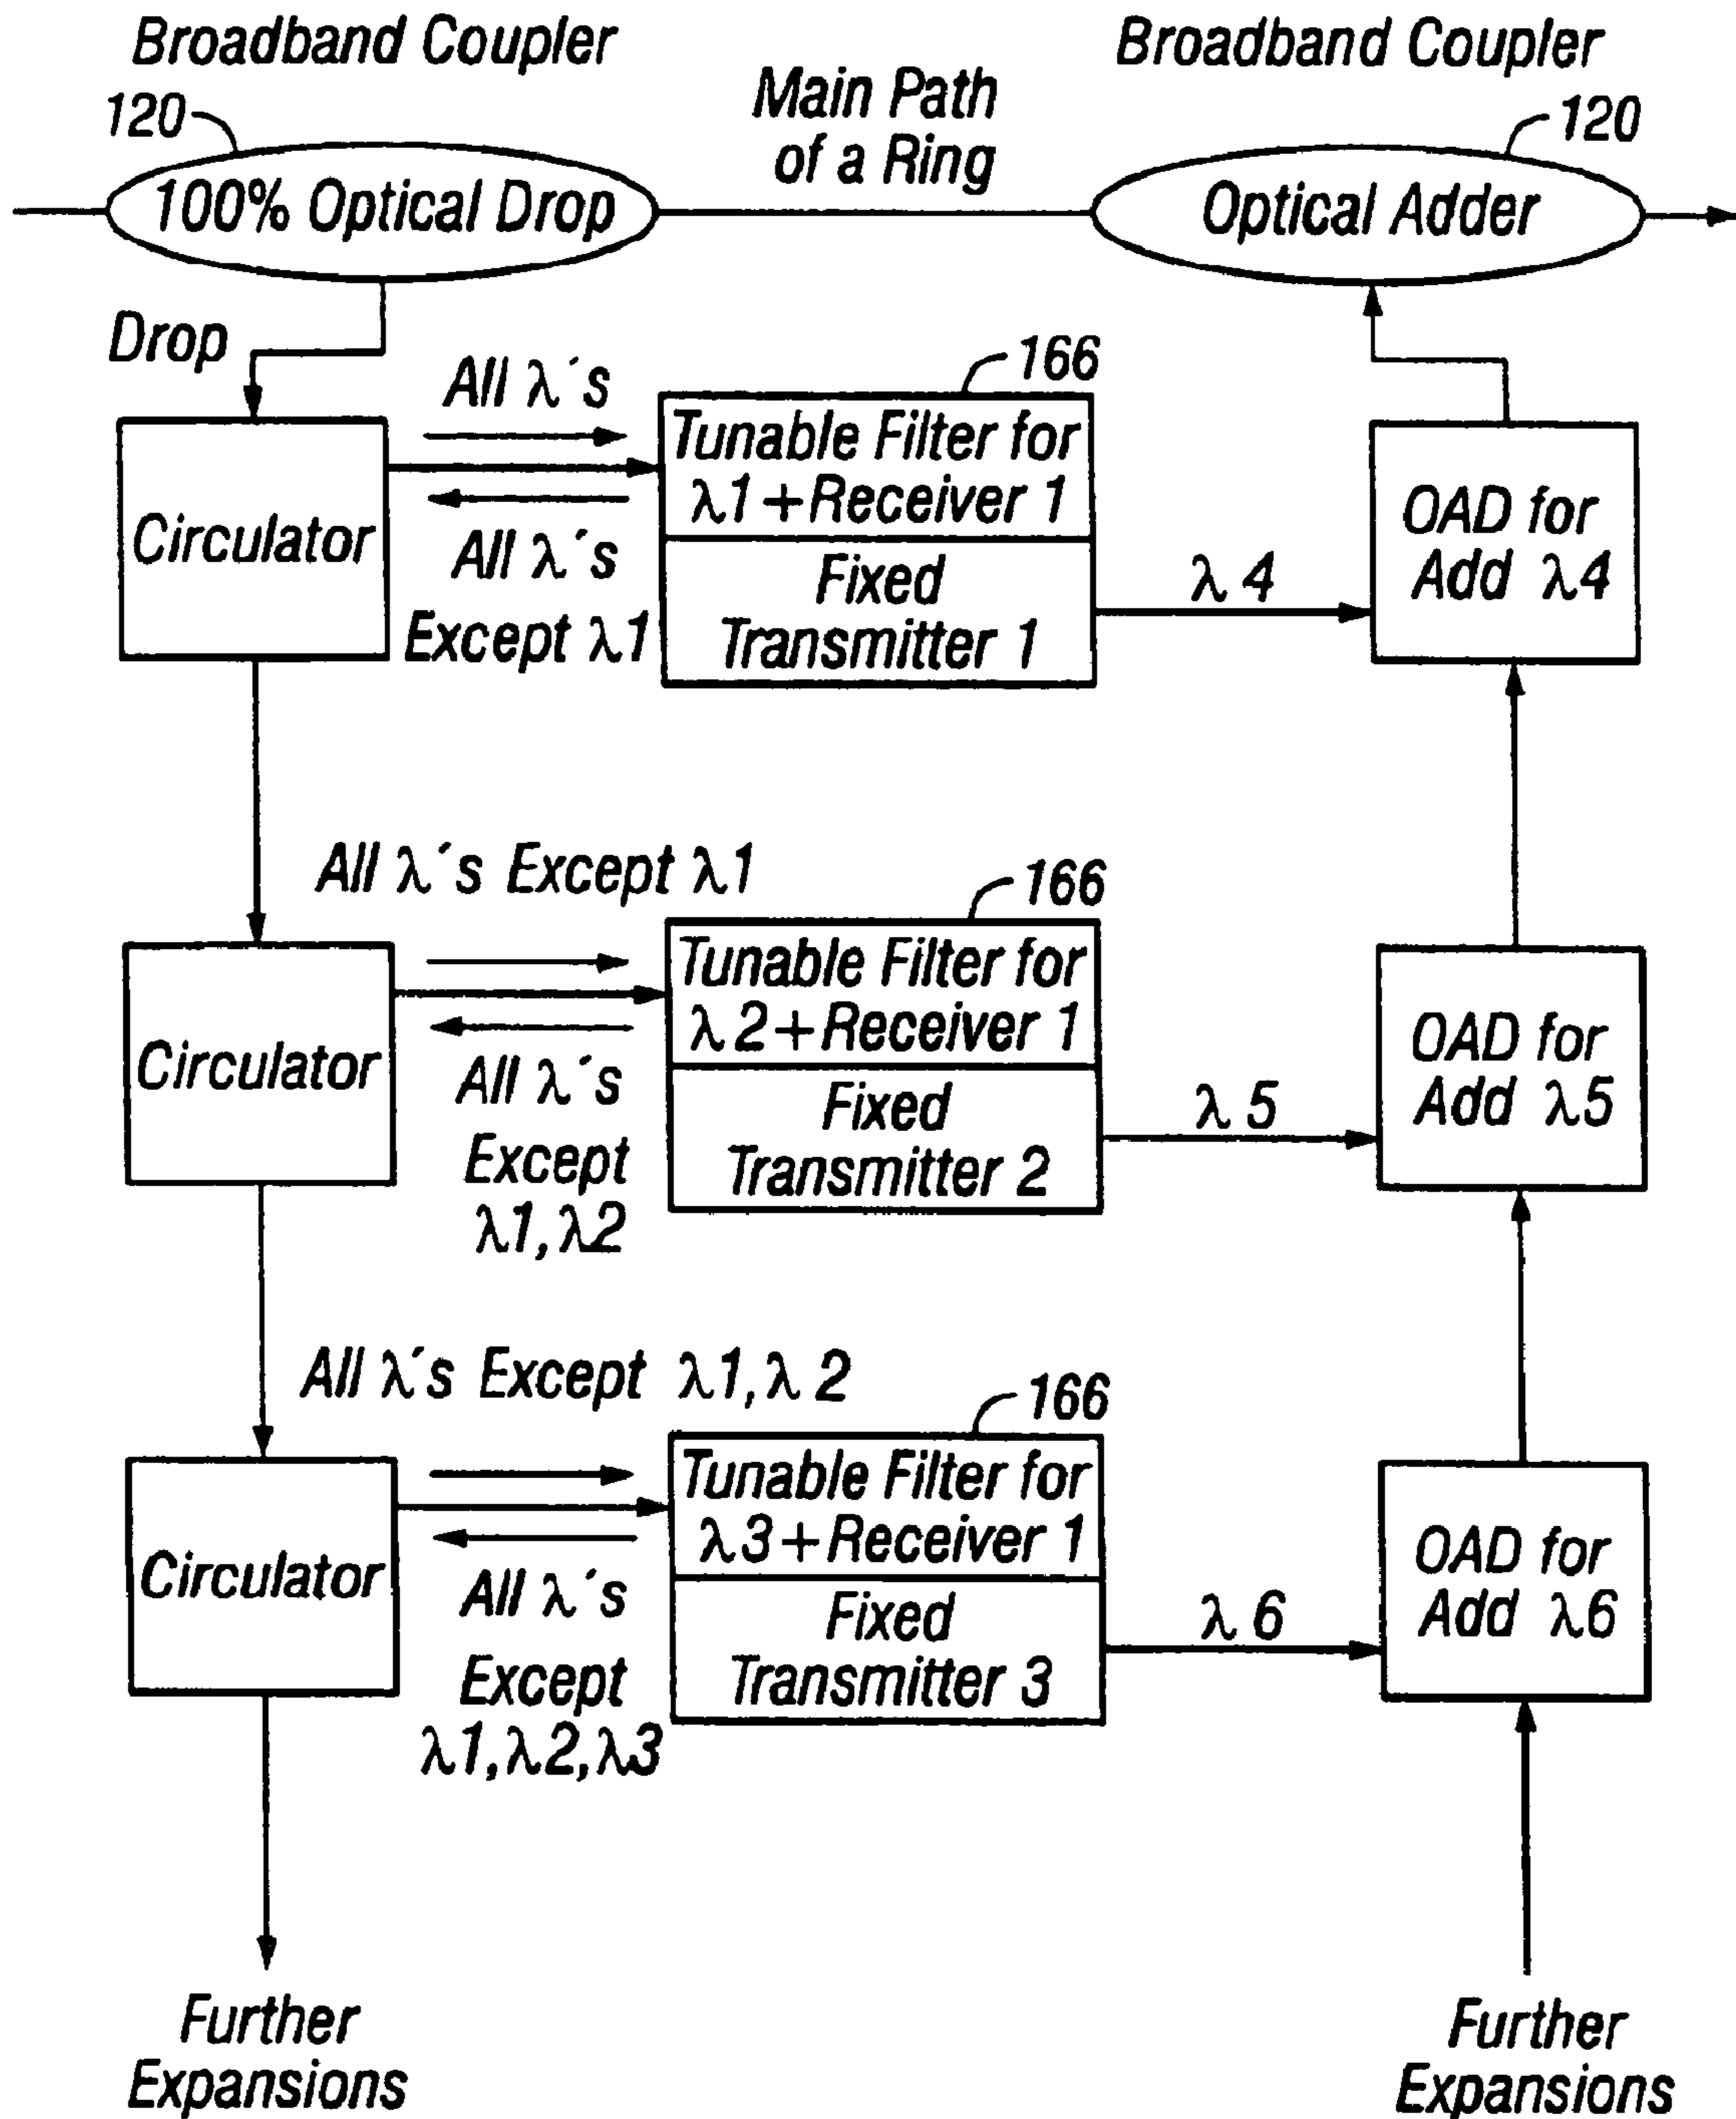 Broadband Coupler
Broadband Coupler
120
Main Path
of a Ring
120
100% Optical Drop
Optical Adder
Drop
All λ´s
166
Tunable Filter for
λ1+Receiver 1
Circulator
All λ´s
Except λ1
Fixed
Transmitter 1
λ 4
OAD for
Add λ4
All λ´s Except λ1
166
Tunable Filter for
λ2+Receiver 1
Circulator
All λ´s
Except
λ1, λ2
Fixed
Transmitter 2
λ 5
OAD for
Add λ5
All λ´s Except λ1, λ 2
166
Tunable Filter for
λ3+Receiver 1
Circulator
All λ´s
Except
λ1, λ2, λ3
Fixed
Transmitter 3
λ 6
OAD for
Add λ6
Further
Expansions
Further
Expansions